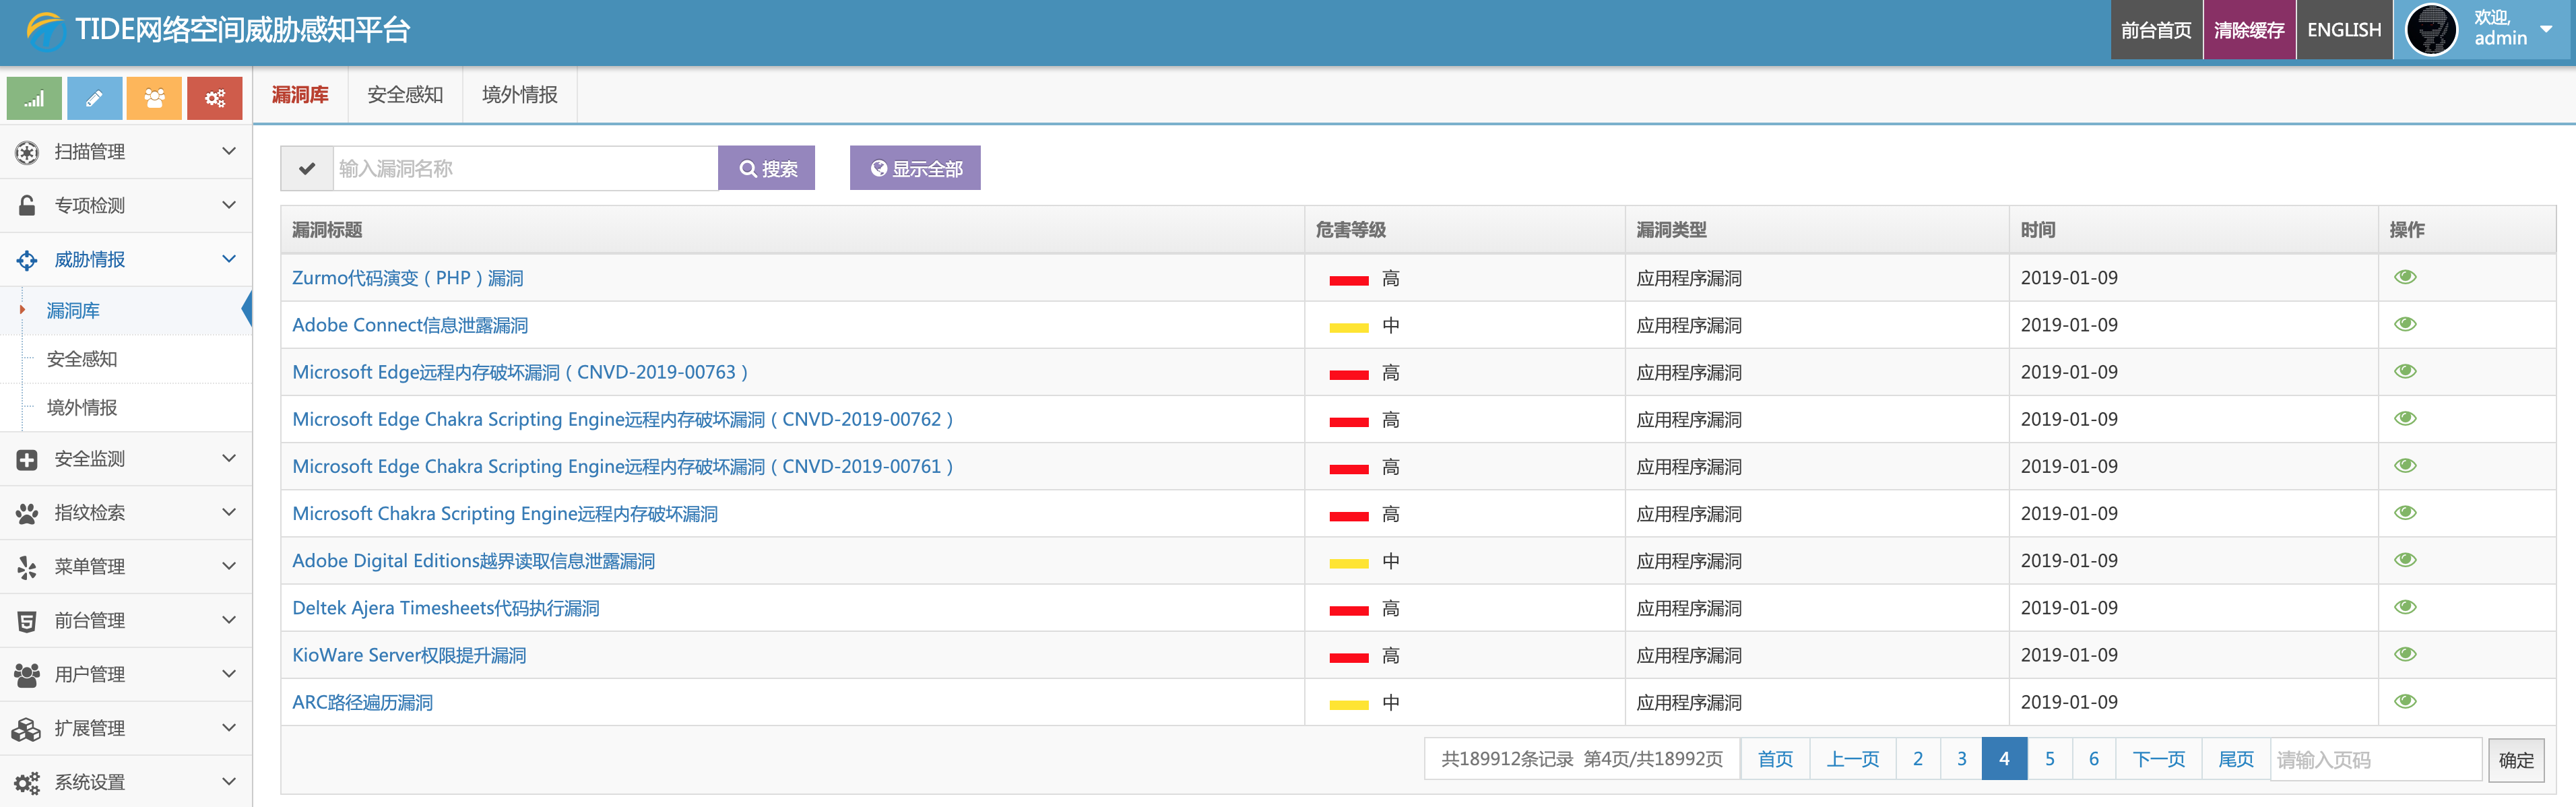 TIDE网络空间威胁感知平台
前台首页 清除缓存 ENGLISH 欢迎, admin
漏洞库 安全感知 境外情报
扫描管理
专项检测
威胁情报
漏洞库
安全感知
境外情报
安全监测
指纹检索
菜单管理
前台管理
用户管理
扩展管理
系统设置
输入漏洞名称 搜索 显示全部
漏洞标题 危害等级 漏洞类型 时间 操作
Zurmo代码演变（PHP）漏洞 高 应用程序漏洞 2019-01-09
Adobe Connect信息泄露漏洞 中 应用程序漏洞 2019-01-09
Microsoft Edge远程内存破坏漏洞（CNVD-2019-00763） 高 应用程序漏洞 2019-01-09
Microsoft Edge Chakra Scripting Engine远程内存破坏漏洞（CNVD-2019-00762） 高 应用程序漏洞 2019-01-09
Microsoft Edge Chakra Scripting Engine远程内存破坏漏洞（CNVD-2019-00761） 高 应用程序漏洞 2019-01-09
Microsoft Chakra Scripting Engine远程内存破坏漏洞 高 应用程序漏洞 2019-01-09
Adobe Digital Editions越界读取信息泄露漏洞 中 应用程序漏洞 2019-01-09
Deltek Ajera Timesheets代码执行漏洞 高 应用程序漏洞 2019-01-09
KioWare Server权限提升漏洞 高 应用程序漏洞 2019-01-09
ARC路径遍历漏洞 中 应用程序漏洞 2019-01-09
共189912条记录 第4页/共18992页 首页 上一页 2 3 4 5 6 下一页 尾页 请输入页码 确定